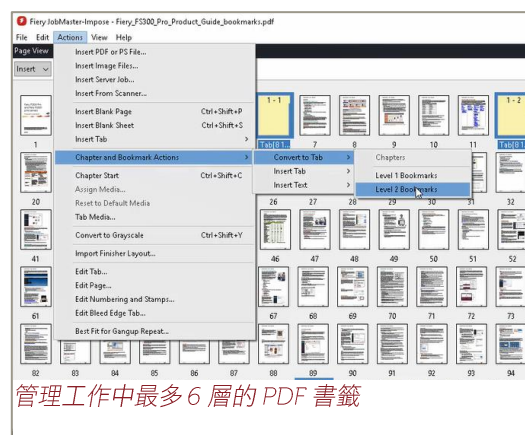 Fiery JobMaster-Impose - Fiery_FS300_Pro_Product_Guide_bookmarks.pdf
File Edit Actions View Help
Page View
Insert
Insert PDF or PS File...
Insert Image Files...
Insert Server Job...
Insert From Scanner...
Insert Blank Page Ctrl+Shift+P
Insert Blank Sheet Ctrl+Shift+S
Insert Tab
Chapter and Bookmark Actions
Chapter Start Ctrl+Shift+C
Assign Media...
Reset to Default Media
Tab Media...
Convert to Grayscale Ctrl+Shift+Y
Import Finisher Layout...
Edit Tab...
Edit Page...
Edit Numbering and Stamps...
Edit Bleed Edge Tab...
Best Fit for Gangup Repeat...
Convert to Tab
Insert Tab
Insert Text
Chapters
Level 1 Bookmarks
Level 2 Bookmarks
1 - 1
1 - 2
1 Tab[8 1... 7 8 9 10 11 Tab[8 1...
20 26 27 28 29 30 31 32
41 46 47 48 49 50 51 52
61 67 68 69 70 71 72 73
82 83 84 85 86 87 88 89 90 91 92 93 94
管理工作中最多 6 層的 PDF 書籤